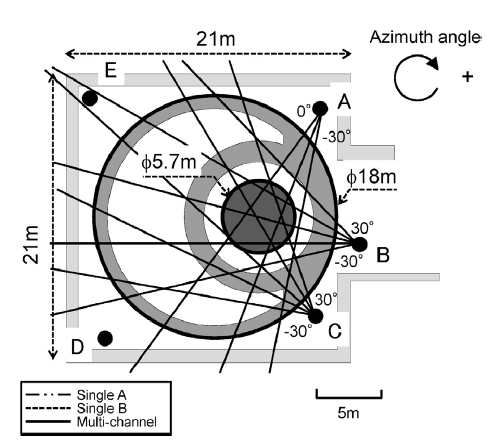 21m
Azimuth angle
+
E
A
0°
-30°
ϕ5.7m
ϕ18m
21m
30°
B
-30°
30°
C
-30°
D
Single A
Single B
Multi-channel
5m